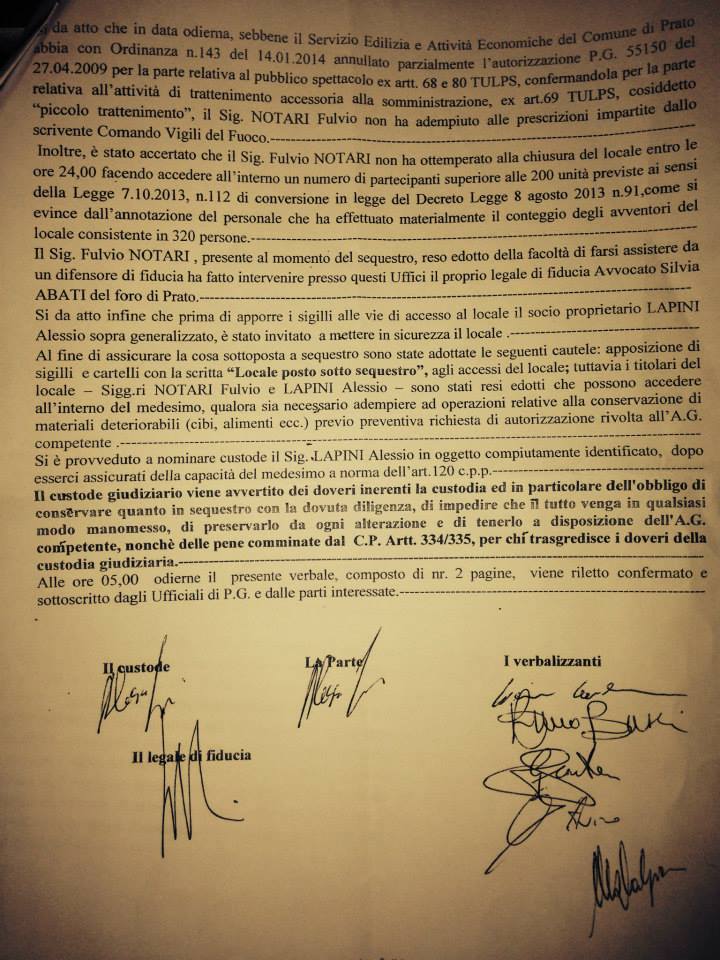 Si da atto che in data odierna, sebbene il Servizio Edilizia e Attività Economiche del Comune di Prato
abbia con Ordinanza n.143 del 14.01.2014 annullato parzialmente l'autorizzazione P.G. 55150 del
27.04.2009 per la parte relativa al pubblico spettacolo ex artt. 68 e 80 TULPS, confermandola per la parte
relativa all'attività di trattenimento accessoria alla somministrazione, ex art.69 TULPS, cosiddetto
"piccolo trattenimento", il Sig. NOTARI Fulvio non ha adempiuto alle prescrizioni impartite dallo
scrivente Comando Vigili del Fuoco.-----------------------------------------------------------------
Inoltre, è stato accertato che il Sig. Fulvio NOTARI non ha ottemperato alla chiusura del locale entro le
ore 24,00 facendo accedere all'interno un numero di partecipanti superiore alle 200 unità previste ai sensi
della Legge 7.10.2013, n.112 di conversione in legge del Decreto Legge 8 agosto 2013 n.91,come si
evince dall'annotazione del personale che ha effettuato materialmente il conteggio degli avventori del
locale consistente in 320 persone.-----------------------------------------------------------------
Il Sig. Fulvio NOTARI , presente al momento del sequestro, reso edotto della facoltà di farsi assistere da
un difensore di fiducia ha fatto intervenire presso questi Uffici il proprio legale di fiducia Avvocato Silvia
ABATI del foro di Prato.-----------------------------------------------------------------
Si da atto infine che prima di apporre i sigilli alle vie di accesso al locale il socio proprietario LAPINI
Alessio sopra generalizzato, è stato invitato a mettere in sicurezza il locale .-----------------------
Al fine di assicurare la cosa sottoposta a sequestro sono state adottate le seguenti cautele: apposizione di
sigilli e cartelli con la scritta "Locale posto sotto sequestro", agli accessi del locale; tuttavia i titolari del
locale – Sigg.ri NOTARI Fulvio e LAPINI Alessio – sono stati resi edotti che possono accedere
all'interno del medesimo, qualora sia necessario adempiere ad operazioni relative alla conservazione di
materiali deteriorabili (cibi, alimenti ecc.) previo preventiva richiesta di autorizzazione rivolta all'A.G.
competente .-----------------------------------------------------------------
Si è provveduto a nominare custode il Sig. LAPINI Alessio in oggetto compiutamente identificato, dopo
esserci assicurati della capacità del medesimo a norma dell'art.120 c.p.p.-----------------------------
Il custode giudiziario viene avvertito dei doveri inerenti la custodia ed in particolare dell'obbligo di
conservare quanto in sequestro con la dovuta diligenza, di impedire che il tutto venga in qualsiasi
modo manomesso, di preservarlo da ogni alterazione e di tenerlo a disposizione dell'A.G.
competente, nonchè delle pene comminate dal C.P. Artt. 334/335, per chi trasgredisce i doveri della
custodia giudiziaria.-----------------------------------------------------------------
Alle ore 05,00 odierne il presente verbale, composto di nr. 2 pagine, viene riletto confermato e
sottoscritto dagli Ufficiali di P.G. e dalle parti interessate.-----------------------------------------
Il custode
La Parte
I verbalizzanti
Il legale di fiducia